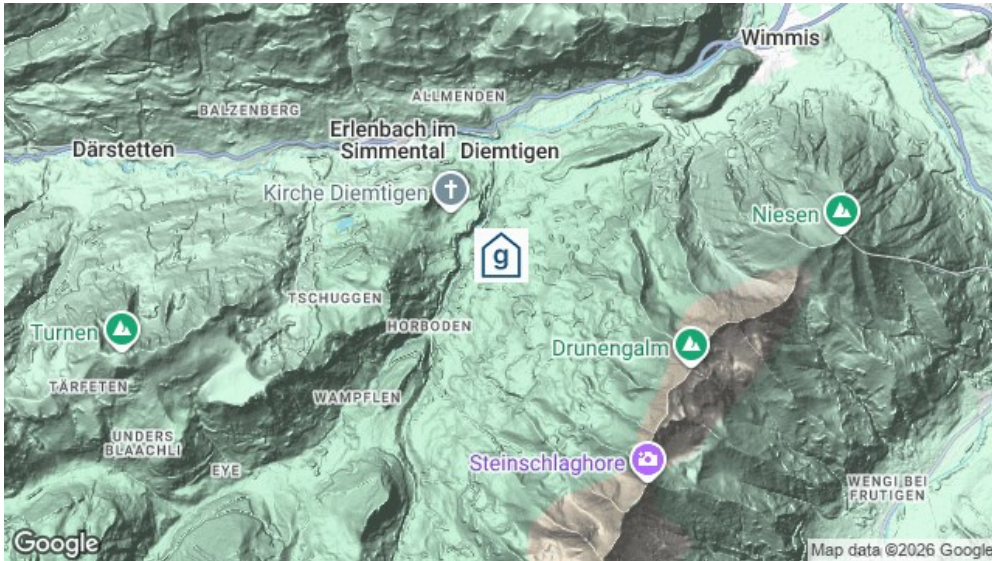 Wimmis
ALLMENDEN
BALZENBERG
Erlenbach im
Simmental
Diemtigen
Därstetten
Kirche Diemtigen
Niesen
g
TSCHUGGEN
HORBODEN
Turnen
Drunengalm
TÄRFETEN
WAMPFLEN
UNDERS
BLAACHLI
EYE
Steinschlaghore
WENGI BEI
FRUTIGEN
Google
Map data ©2026 Google